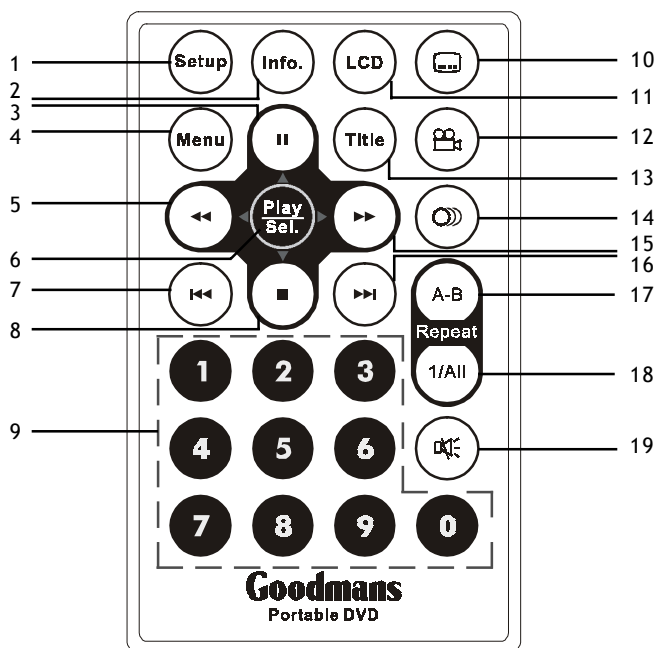 Setup Info. LCD
1
2
3
4
Menu Title
5
Play
Sel.
6
7
8
A-B
Repeat
1/All
9
1 2 3
4 5 6
7 8 9 0
10
11
12
13
14
15
16
17
18
19
Goodmans
Portable DVD